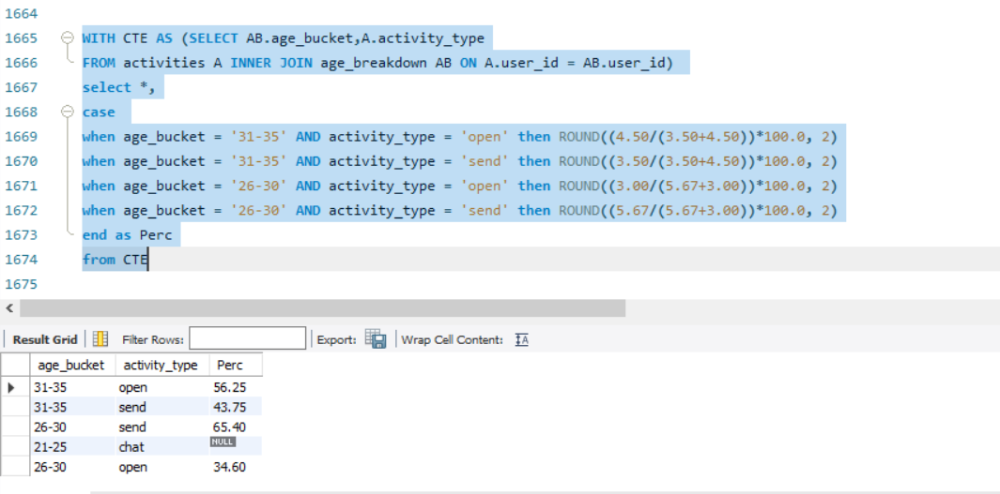 1664
1665 WITH CTE AS (SELECT AB.age_bucket,A.activity_type
1666 FROM activities A INNER JOIN age_breakdown AB ON A.user_id = AB.user_id)
1667 select *,
1668 case
1669 when age_bucket = '31-35' AND activity_type = 'open' then ROUND((4.50/(3.50+4.50))*100.0, 2)
1670 when age_bucket = '31-35' AND activity_type = 'send' then ROUND((3.50/(3.50+4.50))*100.0, 2)
1671 when age_bucket = '26-30' AND activity_type = 'open' then ROUND((3.00/(5.67+3.00))*100.0, 2)
1672 when age_bucket = '26-30' AND activity_type = 'send' then ROUND((5.67/(5.67+3.00))*100.0, 2)
1673 end as Perc
1674 from CTE
1675
Result Grid Filter Rows: Export: Wrap Cell Content: IA
age_bucket activity_type Perc
31-35 open 56.25
31-35 send 43.75
26-30 send 65.40
21-25 chat NULL
26-30 open 34.60